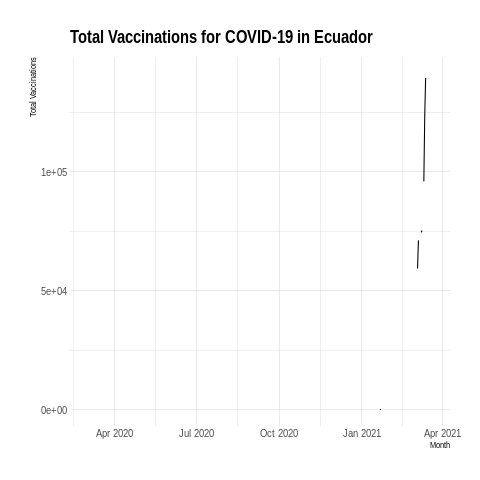 Total Vaccinations for COVID-19 in Ecuador
Total Vaccinations
1e+05
5e+04
0e+00
Apr 2020 Jul 2020 Oct 2020 Jan 2021 Apr 2021
Month